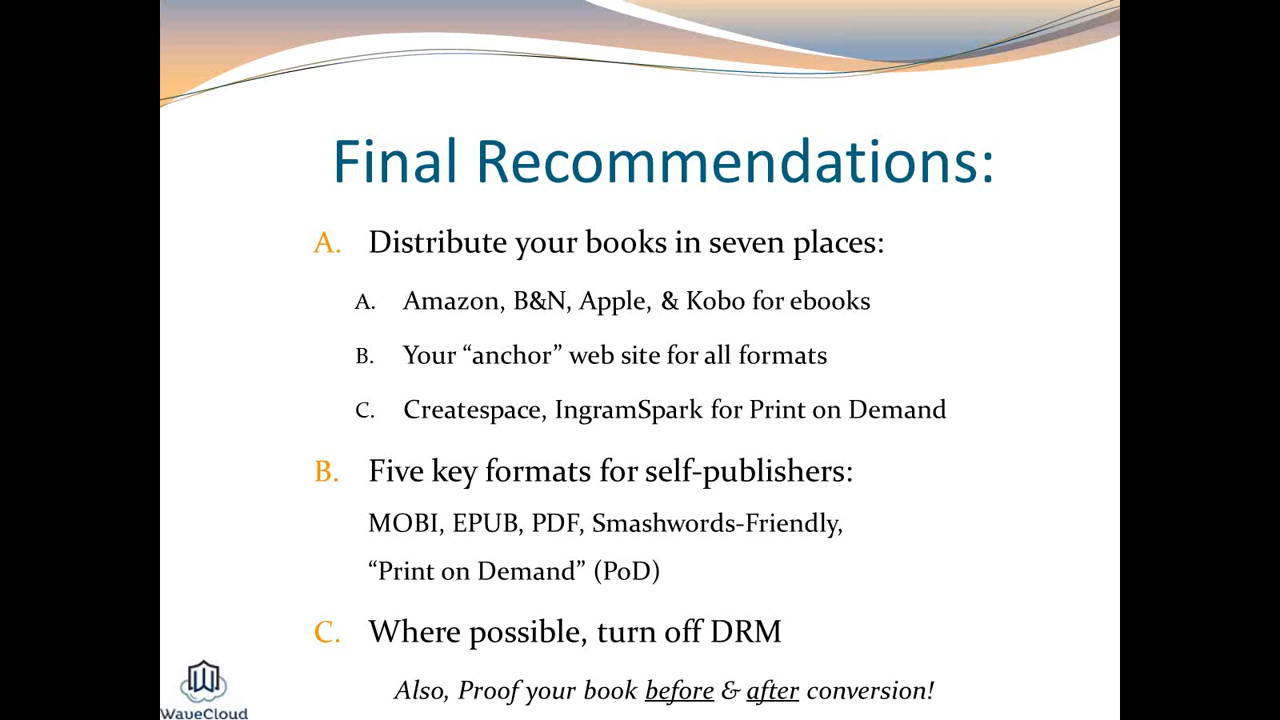 Final Recommendations:
A. Distribute your books in seven places:
A. Amazon, B&N, Apple, & Kobo for ebooks
B. Your “anchor” web site for all formats
C. Createspace, IngramSpark for Print on Demand
B. Five key formats for self-publishers:
MOBI, EPUB, PDF, Smashwords-Friendly,
“Print on Demand” (PoD)
C. Where possible, turn off DRM
Also, Proof your book before & after conversion!
WaveCloud